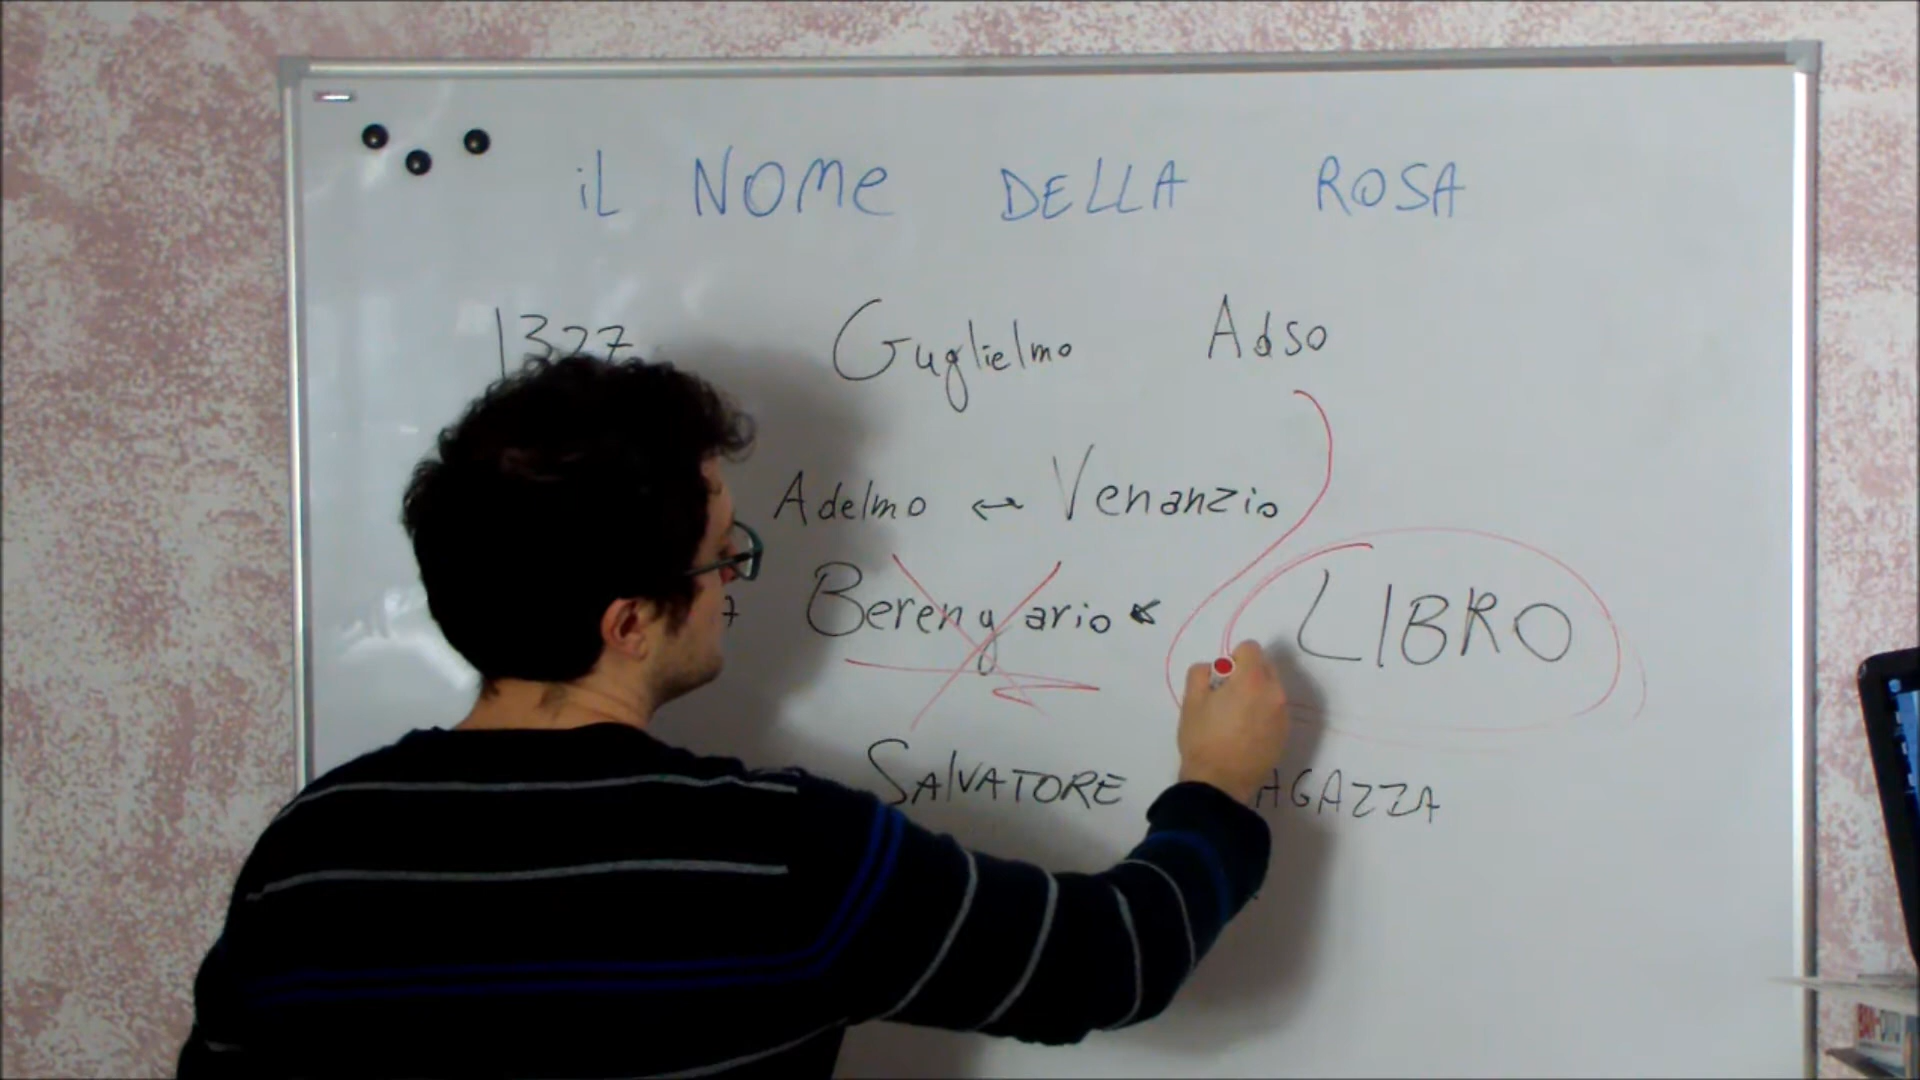 iL NOMe DELLA ROSA
1327 Guglielmo Adso
Adelmo ↔ Venanzio
Berengario
LIBRO
SAlVATORE